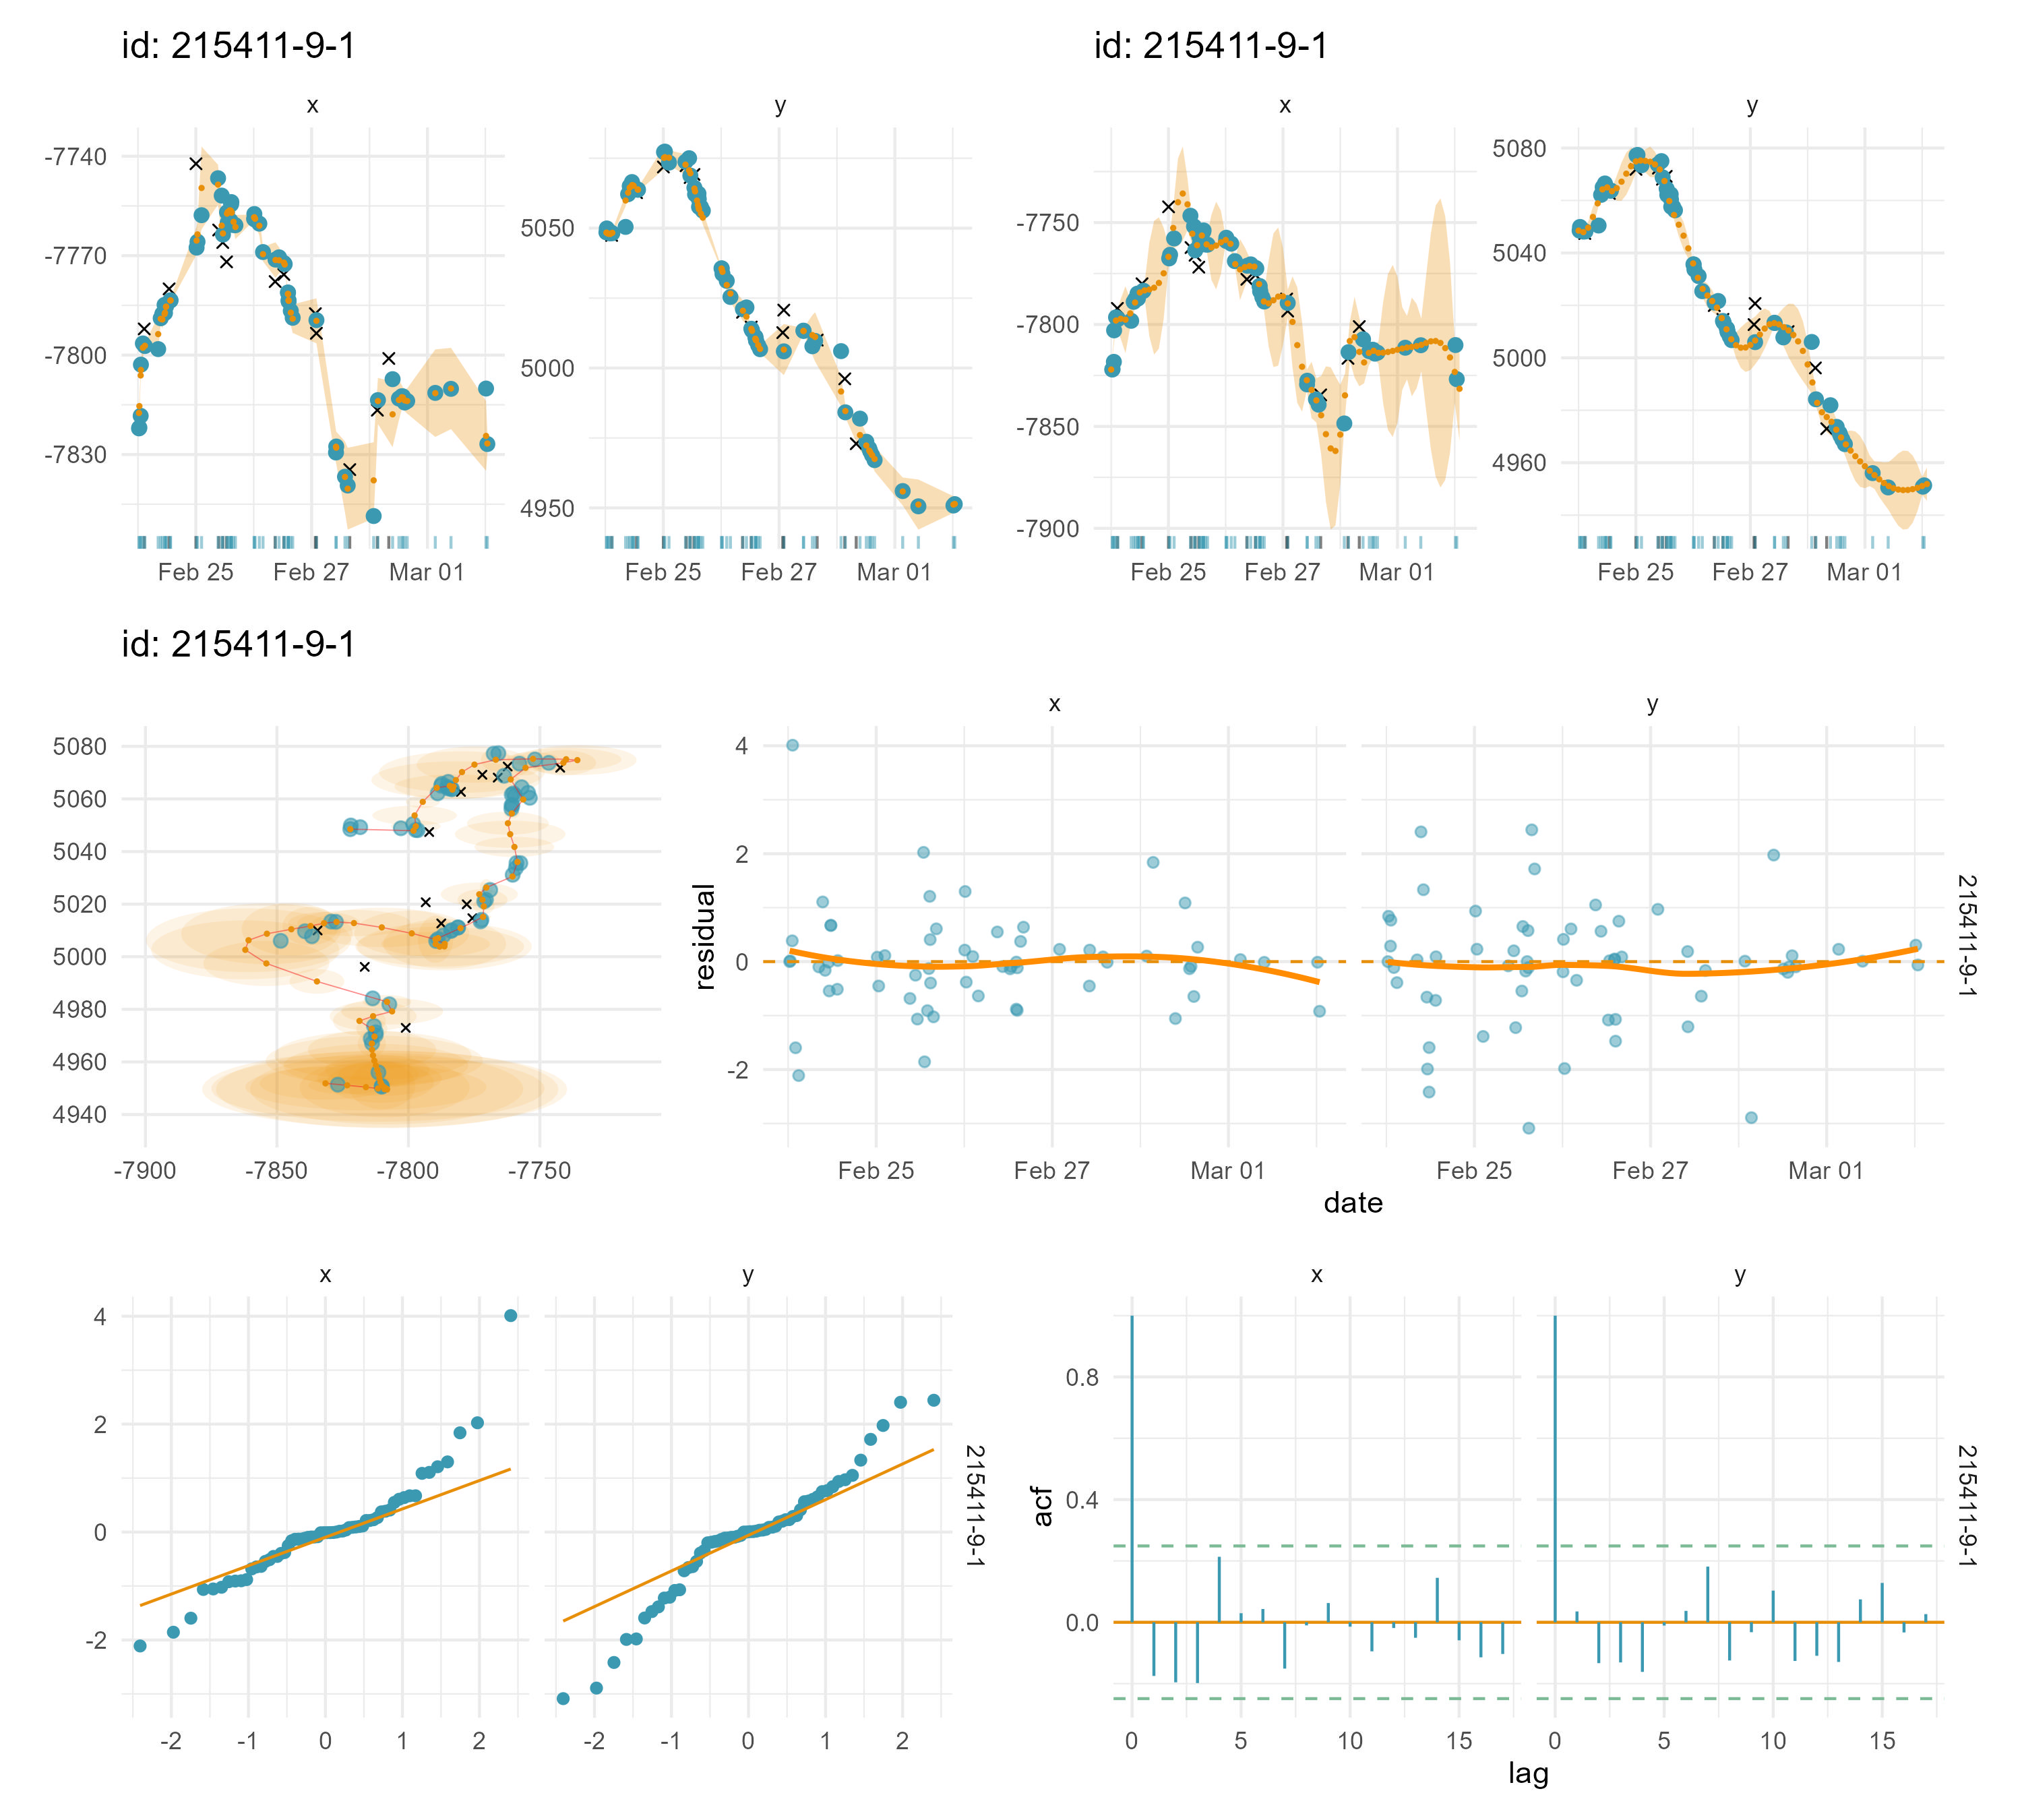 id: 215411-9-1
id: 215411-9-1
x
y
x
y
-7740
-7770
-7800
-7830
5050
5000
4950
-7750
-7800
-7850
-7900
5080
5040
5000
4960
Feb 25
Feb 27
Mar 01
Feb 25
Feb 27
Mar 01
Feb 25
Feb 27
Mar 01
Feb 25
Feb 27
Mar 01
id: 215411-9-1
x
y
5080
5060
5040
5020
5000
4980
4960
4940
-7900
-7850
-7800
-7750
residual
4
2
0
-2
215411-9-1
Feb 25
Feb 27
Mar 01
Feb 25
Feb 27
Mar 01
date
x
y
4
2
0
-2
215411-9-1
-2
-1
0
1
2
-2
-1
0
1
2
x
y
acf
0.8
0.4
0.0
215411-9-1
0
5
10
15
0
5
10
15
lag